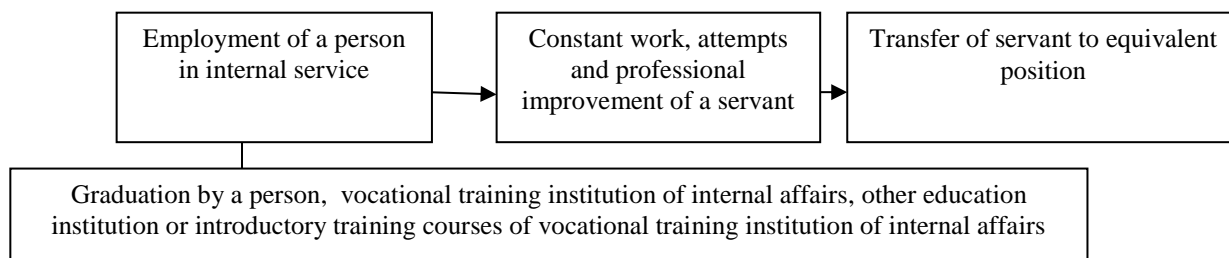 Employment of a person
in internal service
Constant work, attempts
and professional
improvement of a servant
Transfer of servant to equivalent
position
Graduation by a person, vocational training institution of internal affairs, other education
institution or introductory training courses of vocational training institution of internal affairs